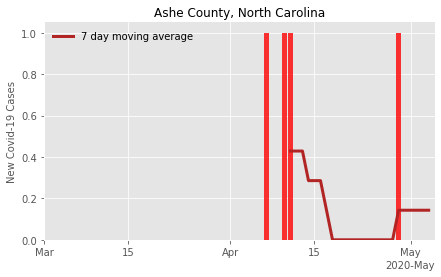 Ashe County, North Carolina
7 day moving average
New Covid-19 Cases
1.0
0.8
0.6
0.4
0.2
0.0
Mar 15 Apr 15 May
2020-May